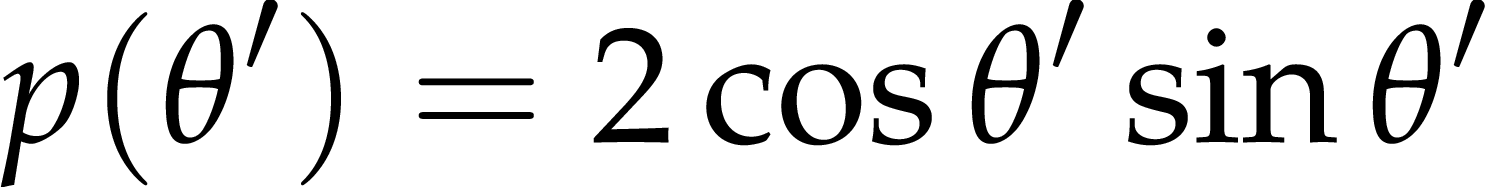 p(θ′) = 2 cos θ′ sin θ′